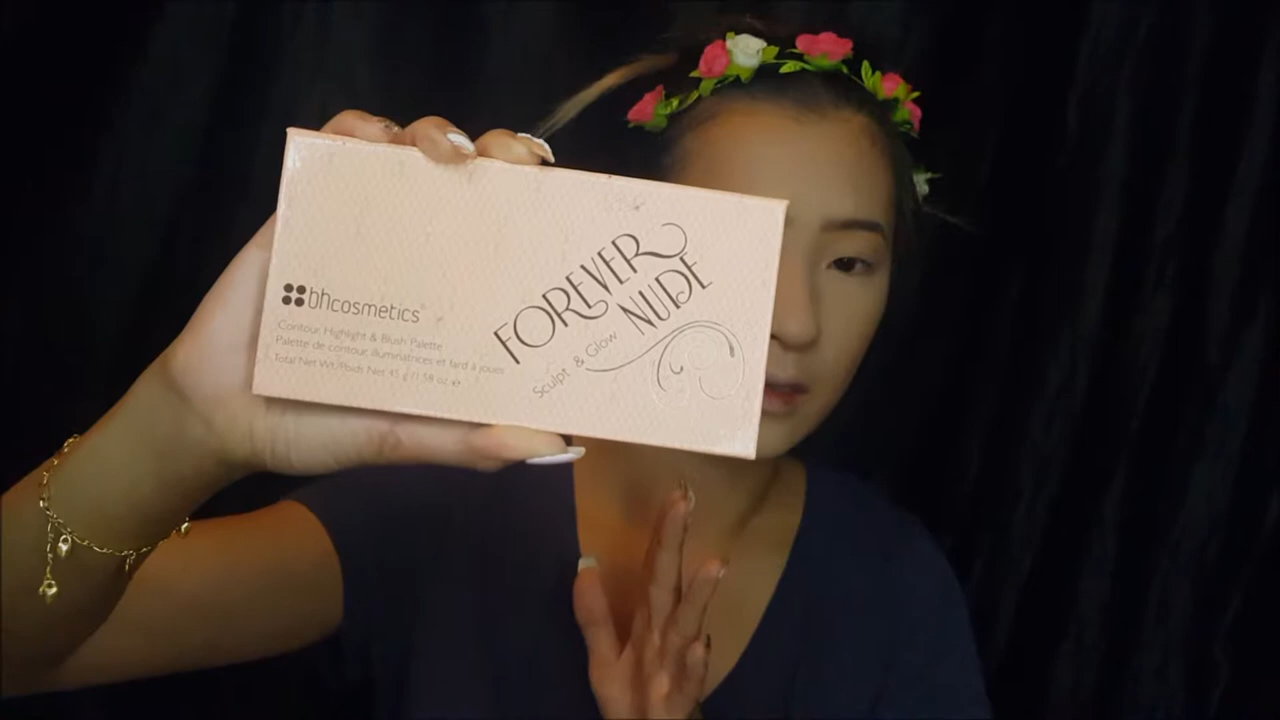 bhcosmetics
Contour, Highlight & Blush Palette
Palette de contour, illuminatrices et fard à joues
Total Net Wt./Poids Net 45 g /1.58 oz. ℮
FOREVER
NUDE
Sculpt & Glow